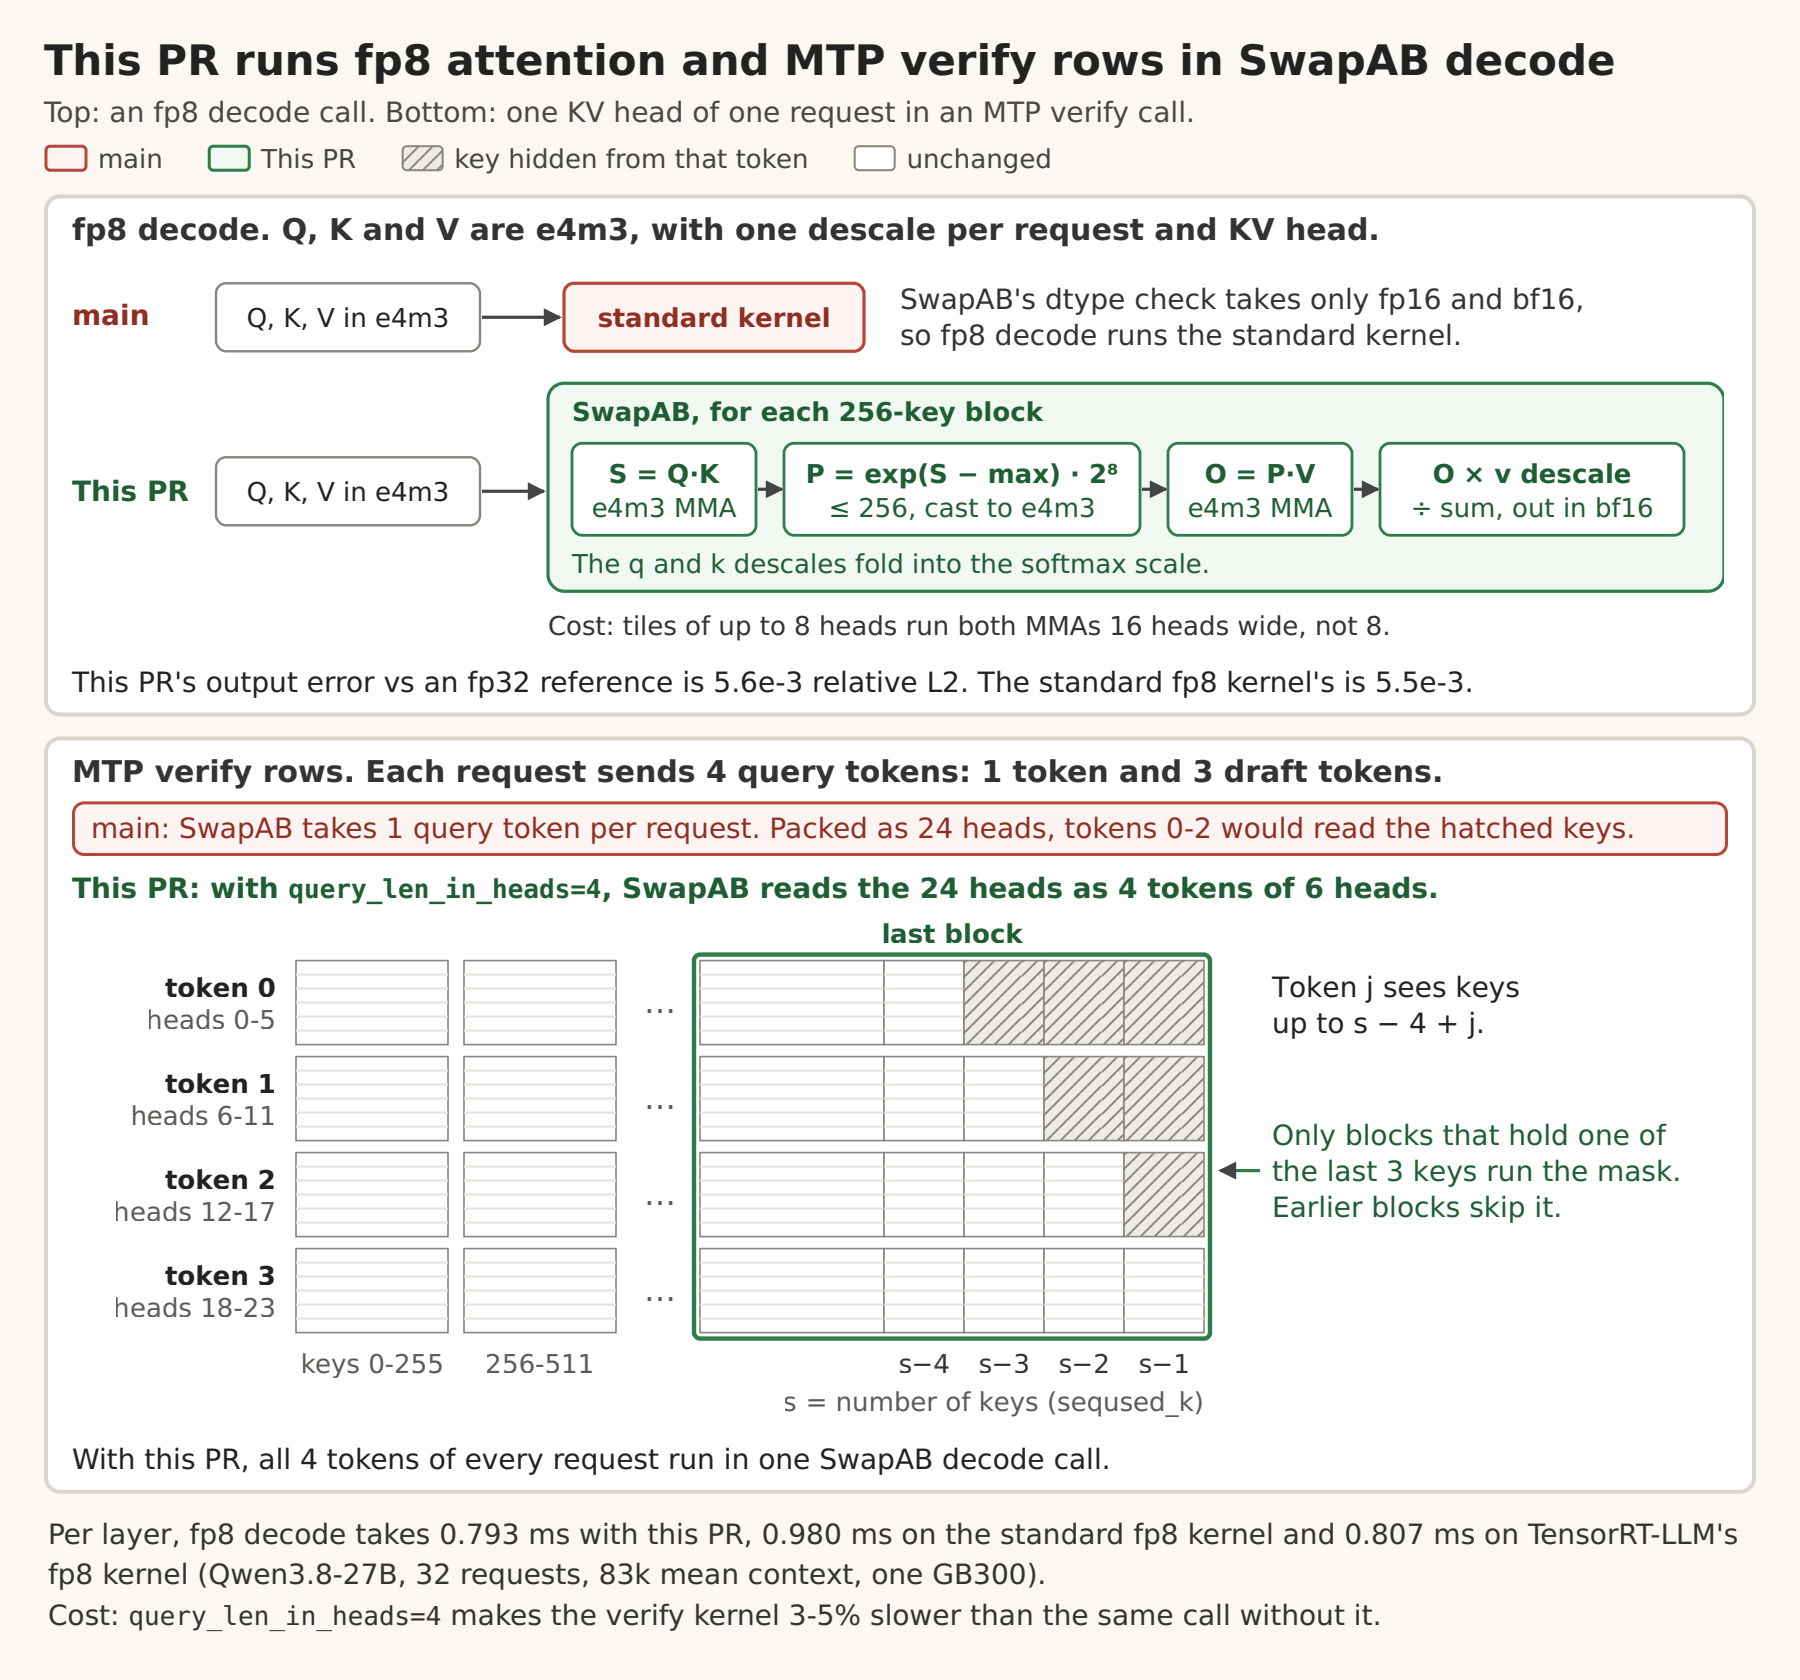 This PR runs fp8 attention and MTP verify rows in SwapAB decode
Top: an fp8 decode call. Bottom: one KV head of one request in an MTP verify call.
main
This PR
key hidden from that token
unchanged
fp8 decode. Q, K and V are e4m3, with one descale per request and KV head.
main
Q, K, V in e4m3
standard kernel
SwapAB's dtype check takes only fp16 and bf16,
so fp8 decode runs the standard kernel.
This PR
Q, K, V in e4m3
SwapAB, for each 256-key block
S = Q·K
e4m3 MMA
P = exp(S − max) · 2⁸
≤ 256, cast to e4m3
O = P·V
e4m3 MMA
O × v descale
÷ sum, out in bf16
The q and k descales fold into the softmax scale.
Cost: tiles of up to 8 heads run both MMAs 16 heads wide, not 8.
This PR's output error vs an fp32 reference is 5.6e-3 relative L2. The standard fp8 kernel's is 5.5e-3.
MTP verify rows. Each request sends 4 query tokens: 1 token and 3 draft tokens.
main: SwapAB takes 1 query token per request. Packed as 24 heads, tokens 0-2 would read the hatched keys.
This PR: with query_len_in_heads=4, SwapAB reads the 24 heads as 4 tokens of 6 heads.
last block
token 0
heads 0-5
...
Token j sees keys
up to s − 4 + j.
token 1
heads 6-11
...
Only blocks that hold one of
the last 3 keys run the mask.
Earlier blocks skip it.
token 2
heads 12-17
...
token 3
heads 18-23
...
keys 0-255
256-511
s−4
s−3
s−2
s−1
s = number of keys (seqused_k)
With this PR, all 4 tokens of every request run in one SwapAB decode call.
Per layer, fp8 decode takes 0.793 ms with this PR, 0.980 ms on the standard fp8 kernel and 0.807 ms on TensorRT-LLM's
fp8 kernel (Qwen3.8-27B, 32 requests, 83k mean context, one GB300).
Cost: query_len_in_heads=4 makes the verify kernel 3-5% slower than the same call without it.